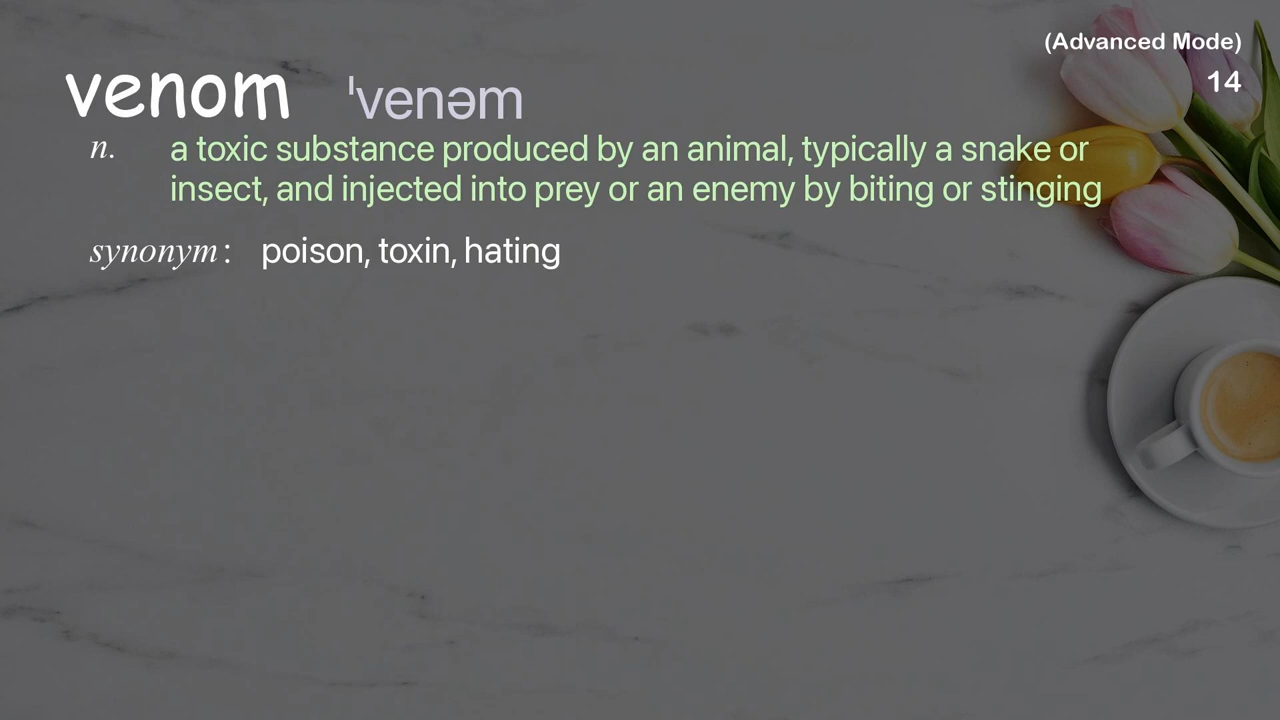 (Advanced Mode)
14
venom ˈvenəm
n. a toxic substance produced by an animal, typically a snake or
insect, and injected into prey or an enemy by biting or stinging
synonym: poison, toxin, hating